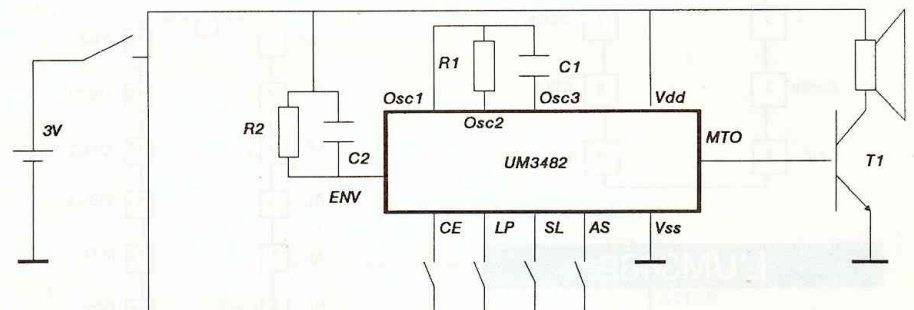 R1
C1
Osc1
Osc3
Vdd
3V
R2
Osc2
MTO
C2
UM3482
T1
ENV
CE
LP
SL
AS
Vss